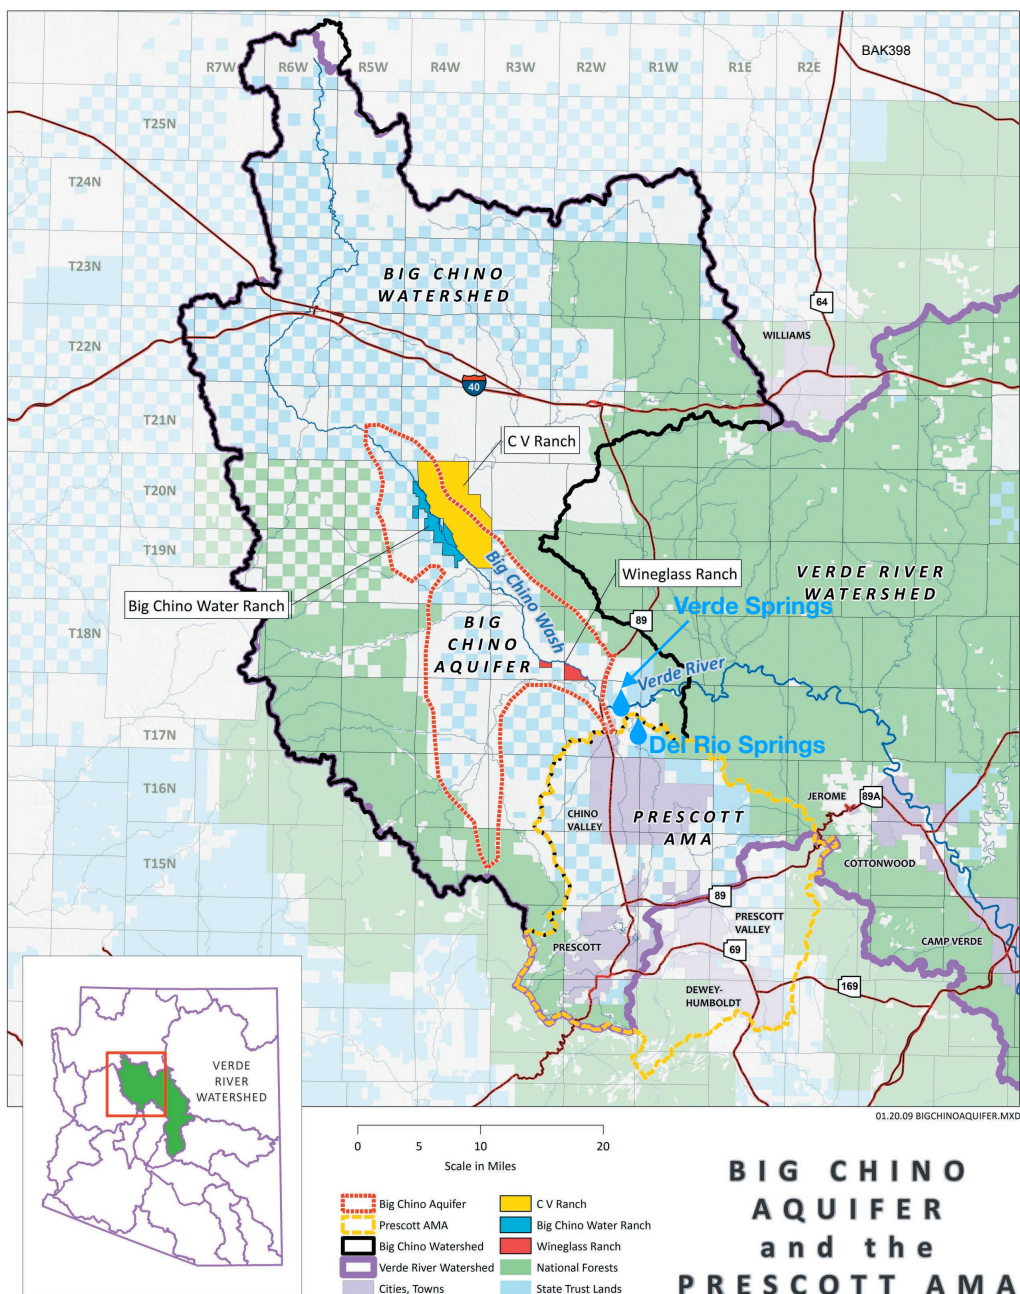 BAK398
R7W R6W R5W R4W R3W R2W R1W R1E R2E
T25N
T24N
T23N
BIG CHINO
WATERSHED
64
WILLIAMS
T22N
40
T21N
C V Ranch
T20N
T19N
Big Chino Wash
Wineglass Ranch
VERDE RIVER
WATERSHED
Big Chino Water Ranch
Verde Springs
T18N
BIG
CHINO
AQUIFER
89
Verde River
T17N
Del Rio Springs
T16N
JEROME
89A
CHINO
VALLEY
PRESCOTT
AMA
T15N
COTTONWOOD
89
PRESCOTT
VALLEY
PRESCOTT
69
CAMP VERDE
DEWEY-
HUMBOLDT
169
VERDE
RIVER
WATERSHED
01.20.09 BIGCHINOAQUIFER.MXD
0 5 10 20
Scale in Miles
Big Chino Aquifer
Prescott AMA
Big Chino Watershed
Verde River Watershed
Cities, Towns
C V Ranch
Big Chino Water Ranch
Wineglass Ranch
National Forests
State Trust Lands
BIG CHINO
AQUIFER
and the
PRESCOTT AMA